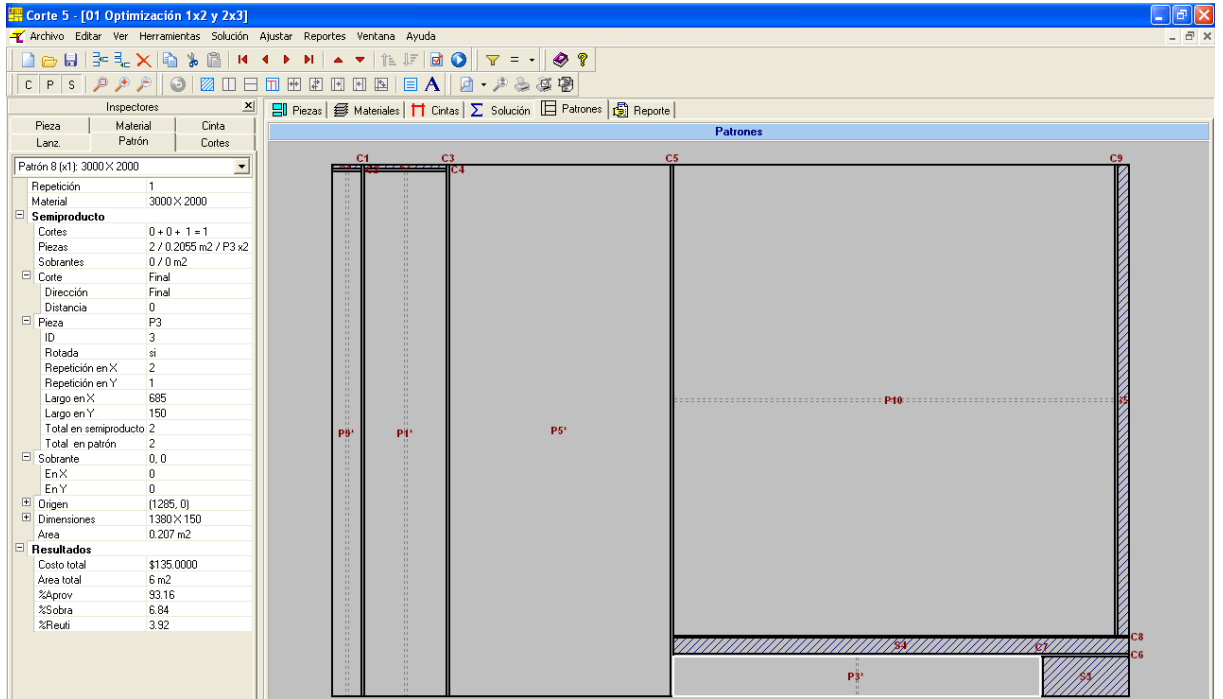 Corte 5 - [01 Optimización 1x2 y 2x3]
Archivo Editar Ver Herramientas Solución Ajustar Reportes Ventana Ayuda
C P S A
Inspectores
Pieza Material Cinta
Lanz. Patrón Cortes
Patrón 8 (x1): 3000 X 2000
Repetición 1
Material 3000 X 2000
Semiproducto
Cortes 0 + 0 + 1 = 1
Piezas 2 / 0.2055 m2 / P3 x2
Sobrantes 0 / 0 m2
Corte Final
Dirección Final
Distancia 0
Pieza P3
ID 3
Rotada si
Repetición en X 2
Repetición en Y 1
Largo en X 685
Largo en Y 150
Total en semiproducto 2
Total en patrón 2
Sobrante 0, 0
En X 0
En Y 0
Origen (1285, 0)
Dimensiones 1380 X 150
Area 0.207 m2
Resultados
Costo total $135.0000
Area total 6 m2
%Aprov 93.16
%Sobra 6.84
%Reuti 3.92
Piezas Materiales Cintas Solución Patrones Reporte
Patrones
C1 C3 C5 C9
C4
P10
P9* P1* P5*
C8
S4 C7
C6
P3* S3